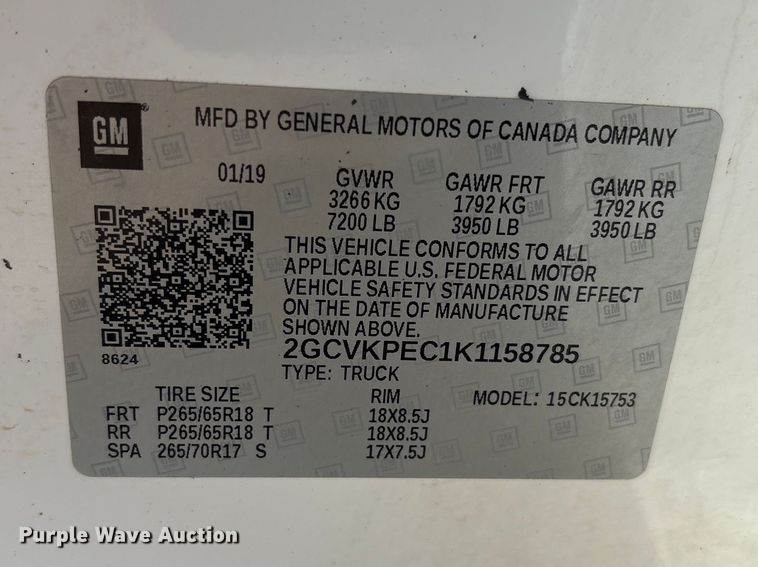 GM
MFD BY GENERAL MOTORS OF CANADA COMPANY
01/19
GVWR
3266 KG
7200 LB
GAWR FRT
1792 KG
3950 LB
GAWR RR
1792 KG
3950 LB
THIS VEHICLE CONFORMS TO ALL
APPLICABLE U.S. FEDERAL MOTOR
VEHICLE SAFETY STANDARDS IN EFFECT
ON THE DATE OF MANUFACTURE
SHOWN ABOVE.
8624
2GCVKPEC1K1158785
TYPE: TRUCK
MODEL: 15CK15753
TIRE SIZE RIM
FRT P265/65R18 T 18X8.5J
RR P265/65R18 T 18X8.5J
SPA 265/70R17 S 17X7.5J
Purple Wave Auction